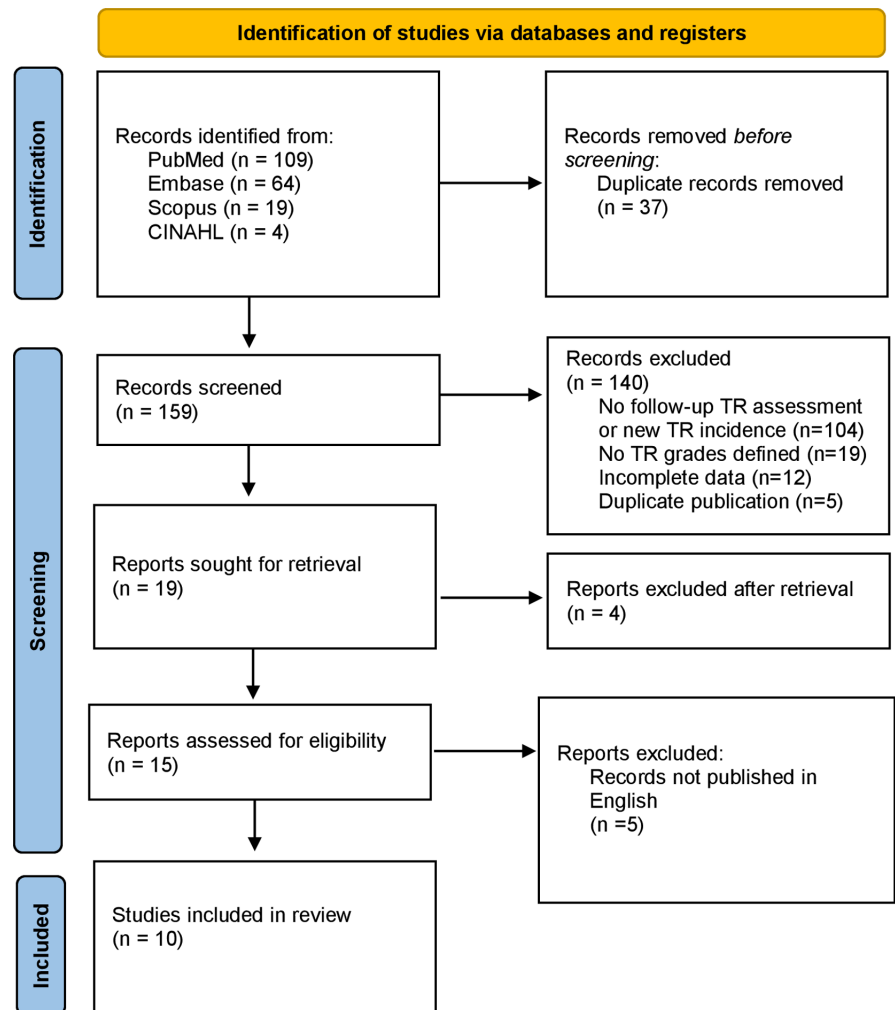 Identification of studies via databases and registers
Identification
Records identified from:
PubMed (n = 109)
Embase (n = 64)
Scopus (n = 19)
CINAHL (n = 4)
Records removed before
screening:
Duplicate records removed
(n = 37)
Screening
Records screened
(n = 159)
Records excluded
(n = 140)
No follow-up TR assessment
or new TR incidence (n=104)
No TR grades defined (n=19)
Incomplete data (n=12)
Duplicate publication (n=5)
Reports sought for retrieval
(n = 19)
Reports excluded after retrieval
(n = 4)
Reports assessed for eligibility
(n = 15)
Reports excluded:
Records not published in
English
(n =5)
Included
Studies included in review
(n = 10)